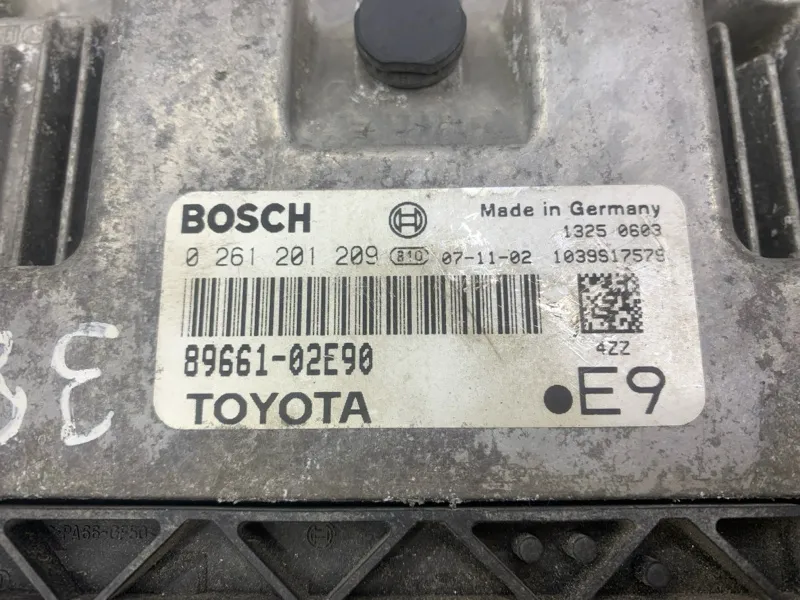 BOSCH Made in Germany
1325 0603
0 261 201 209 810 07-11-02 1039S17579
4ZZ
89661-02E90
TOYOTA ●E9